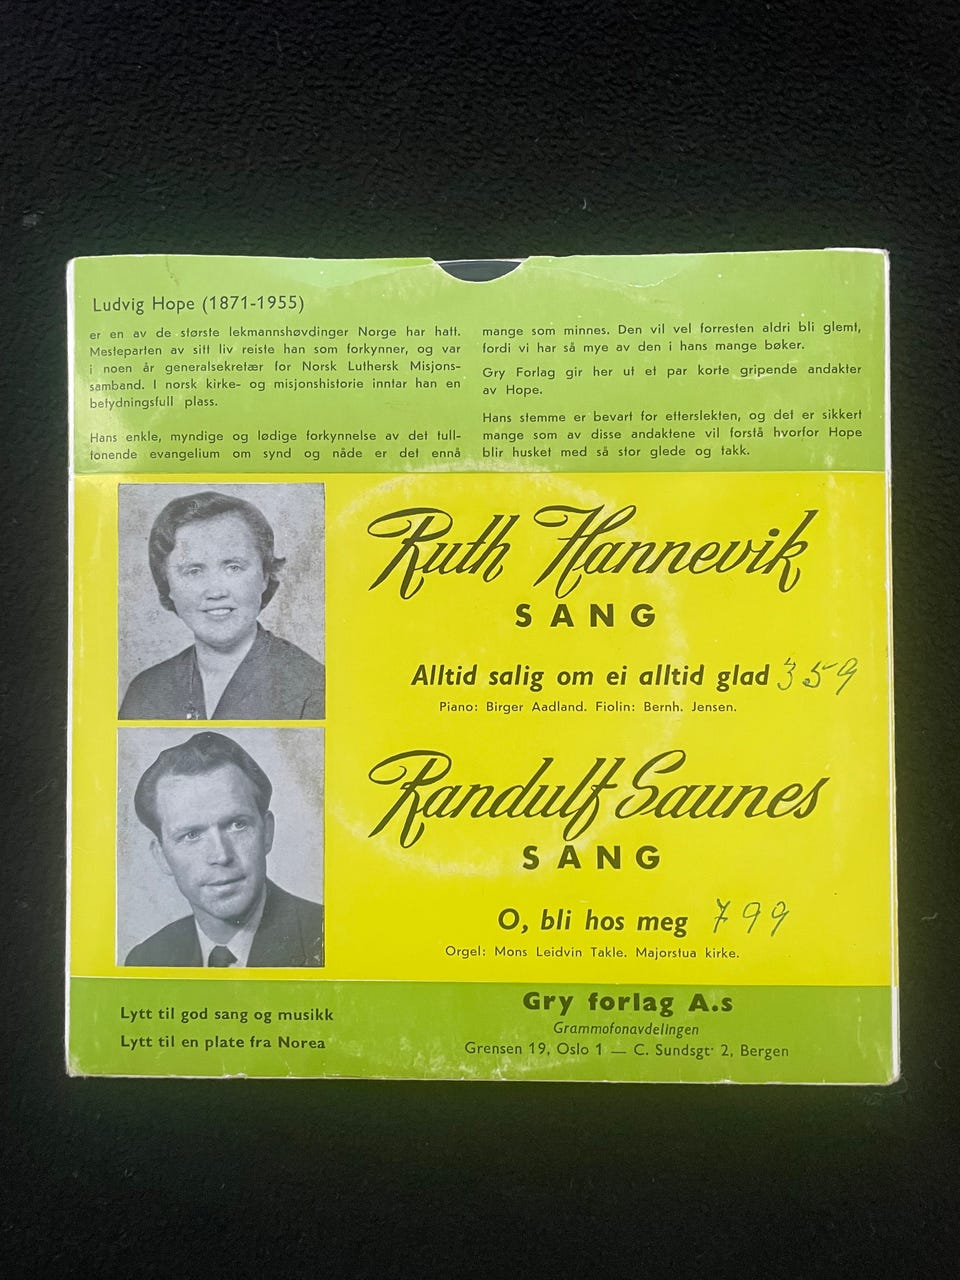 Ludvig Hope (1871-1955)
er en av de største lekmannshøvdinger Norge har hatt.
Mesteparten av sitt liv reiste han som forkynner, og var
i noen år generalsekretær for Norsk Luthersk Misjons-
samband. I norsk kirke- og misjonshistorie inntar han en
betydningsfull plass.
Hans enkle, myndige og lødige forkynnelse av det full-
tonende evangelium om synd og nåde er det ennå
mange som minnes. Den vil vel forresten aldri bli glemt,
fordi vi har så mye av den i hans mange bøker.
Gry Forlag gir her ut et par korte gripende andakter
av Hope.
Hans stemme er bevart for etterslekten, og det er sikkert
mange som av disse andaktene vil forstå hvorfor Hope
blir husket med så stor glede og takk.
Ruth Hannevik
SANG
Alltid salig om ei alltid glad 359
Piano: Birger Aadland. Fiolin: Bernh. Jensen.
Randulf Saunes
SANG
O, bli hos meg 799
Orgel: Mons Leidvin Takle. Majorstua kirke.
Lytt til god sang og musikk
Lytt til en plate fra Norea
Gry forlag A.s
Grammofonavdelingen
Grensen 19, Oslo 1 — C. Sundsgt. 2, Bergen